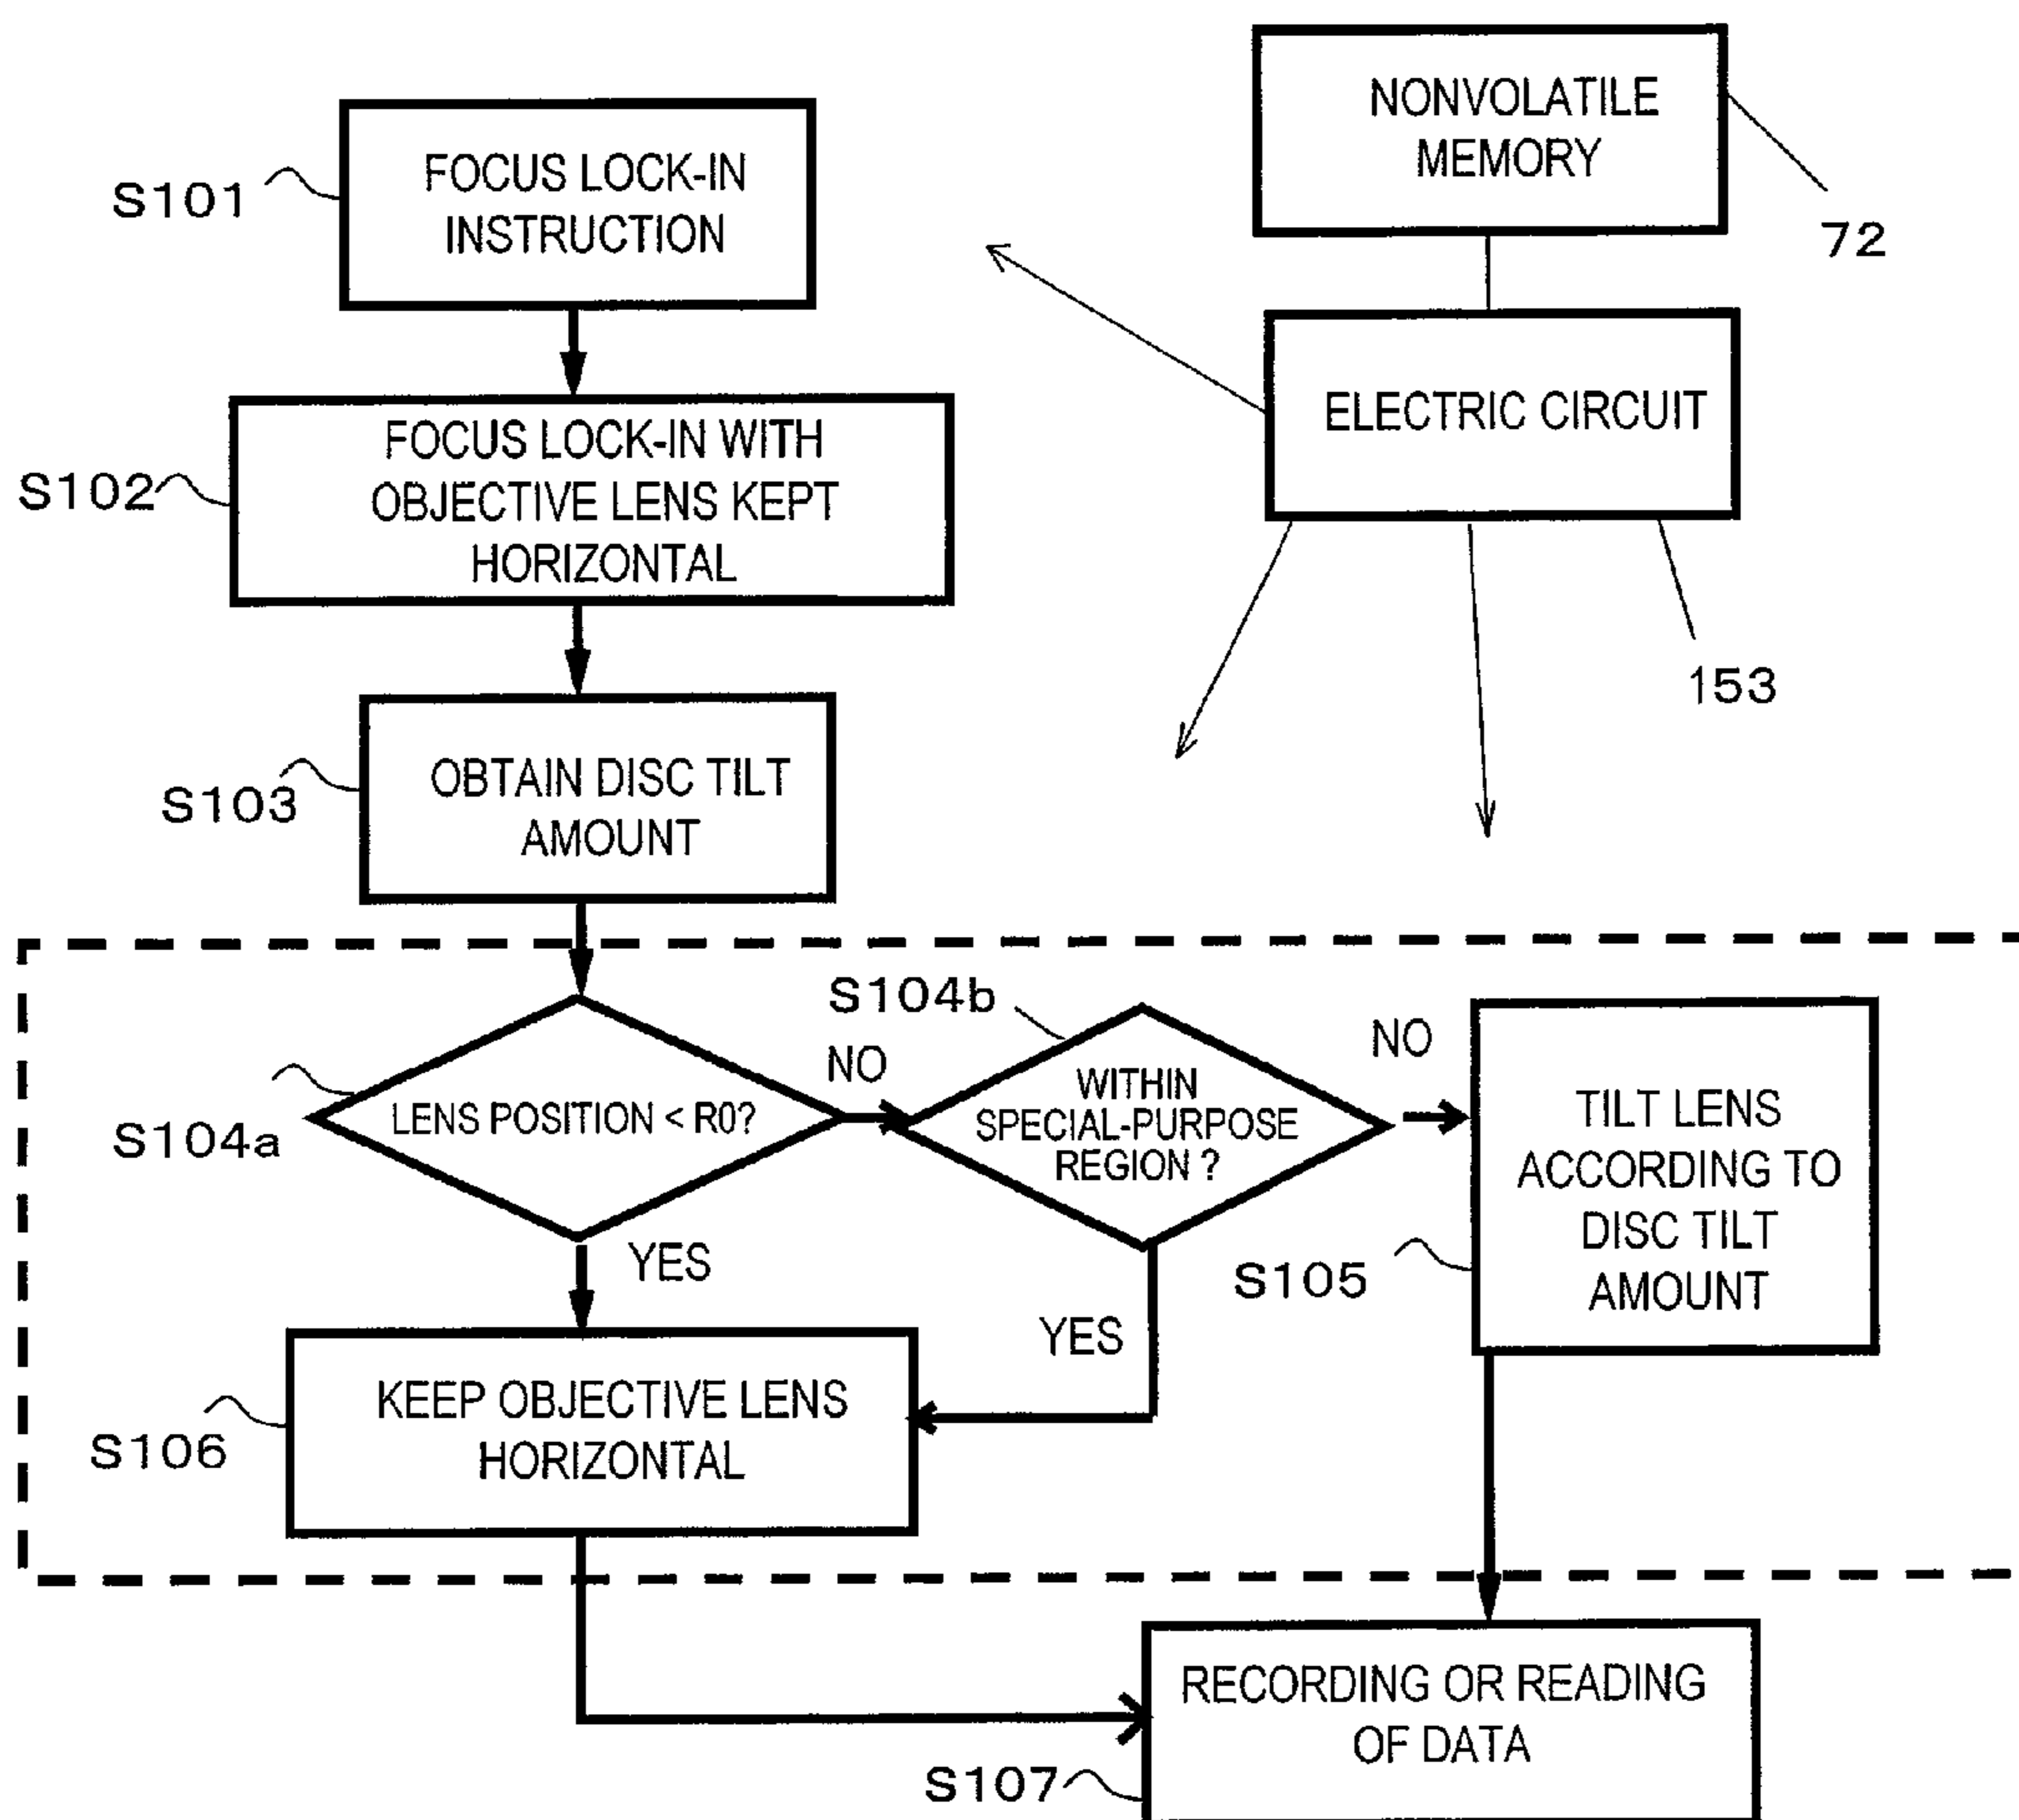 NONVOLATILE
MEMORY
72
S101
FOCUS LOCK-IN
INSTRUCTION
ELECTRIC CIRCUIT
153
S102
FOCUS LOCK-IN WITH
OBJECTIVE LENS KEPT
HORIZONTAL
S103
OBTAIN DISC TILT
AMOUNT
S104a
LENS POSITION < R0?
NO
YES
S104b
WITHIN
SPECIAL-PURPOSE
REGION ?
NO
YES
S105
TILT LENS
ACCORDING TO
DISC TILT
AMOUNT
S106
KEEP OBJECTIVE LENS
HORIZONTAL
S107
RECORDING OR READING
OF DATA